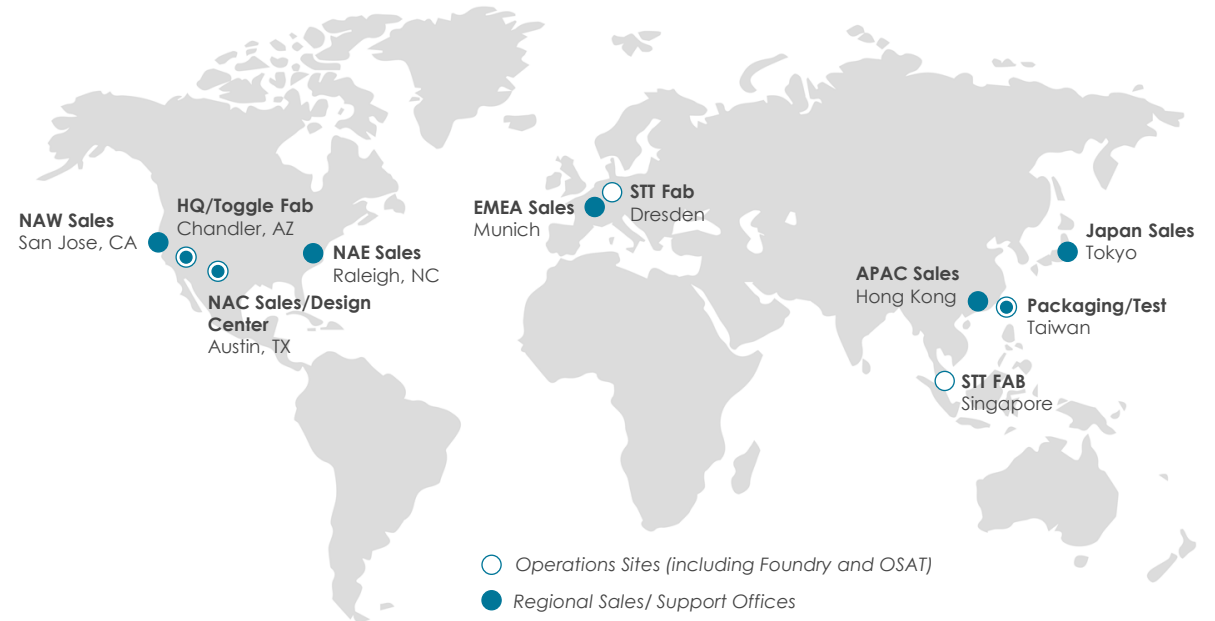 NAW Sales
San Jose, CA
HQ/Toggle Fab
Chandler, AZ
NAE Sales
Raleigh, NC
NAC Sales/Design
Center
Austin, TX
EMEA Sales
Munich
STT Fab
Dresden
Japan Sales
Tokyo
APAC Sales
Hong Kong
Packaging/Test
Taiwan
STT FAB
Singapore
Operations Sites (including Foundry and OSAT)
Regional Sales/ Support Offices